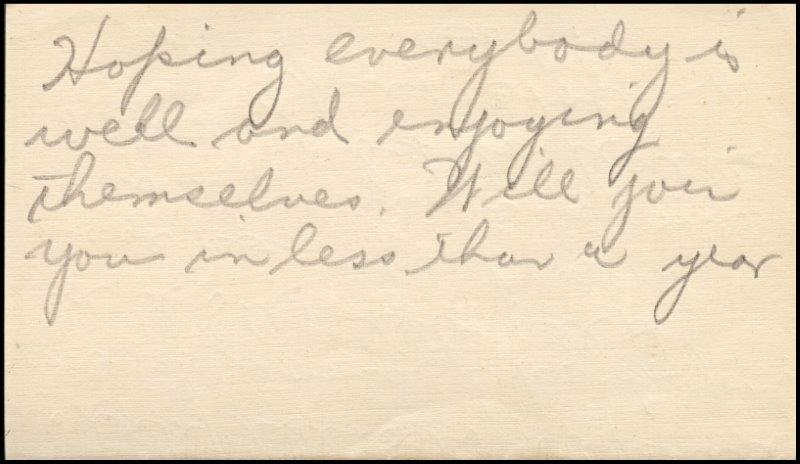 Hoping everybody is
well and enjoying
themselves. Will join
you in less than a year